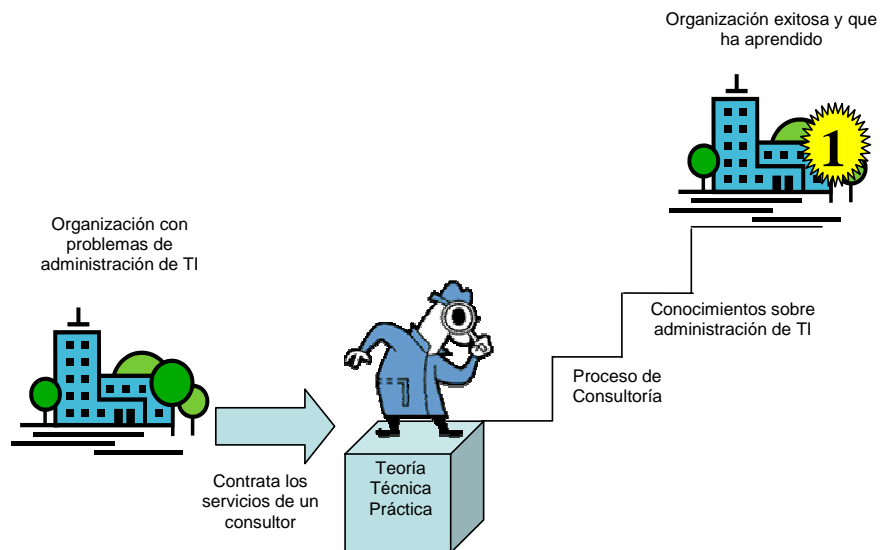 Organización exitosa y que
ha aprendido
1
Organización con
problemas de
administración de TI
Conocimientos sobre
administración de TI
Proceso de
Consultoría
Contrata los
servicios de un
consultor
Teoría
Técnica
Práctica